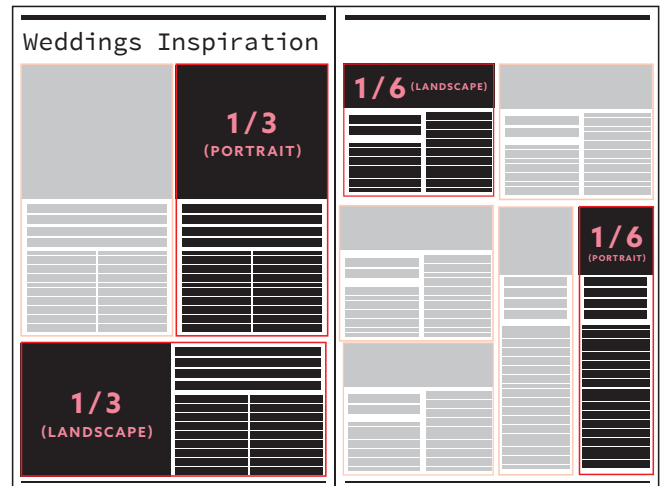 Weddings Inspiration
1/3
(PORTRAIT)
1/3
(LANDSCAPE)
1/6 (LANDSCAPE)
1/6
(PORTRAIT)